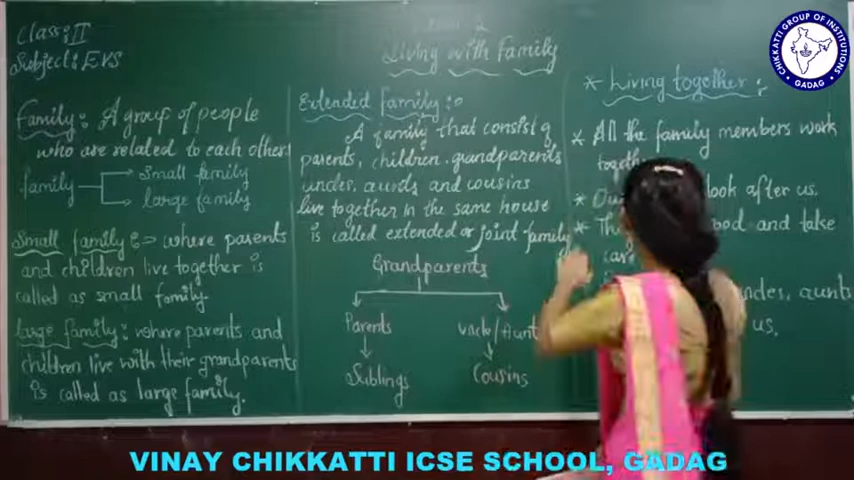 Class: II
Subject: EVS
Living with Family
Family: A group of people
who are related to each other.
family
small family
large family
Small family: -> where parents
and children live together is
called as small family.
large family: where parents and
children live with their grandparents
is called as large family.
Extended family:
A family that consist of
parents, children, grandparents
uncles, aunts and cousins
live together in the same house
is called extended or Joint family
Grandparents
Parents
Uncle/Aunt
Sublings
Cousins
* Living together:
* All the family members work
* look after us.
* and take
uncles, aunts
us.
CHIKKATTI GROUP OF INSTITUTIONS
GADAG
VINAY CHIKKATTI ICSE SCHOOL, GADAG